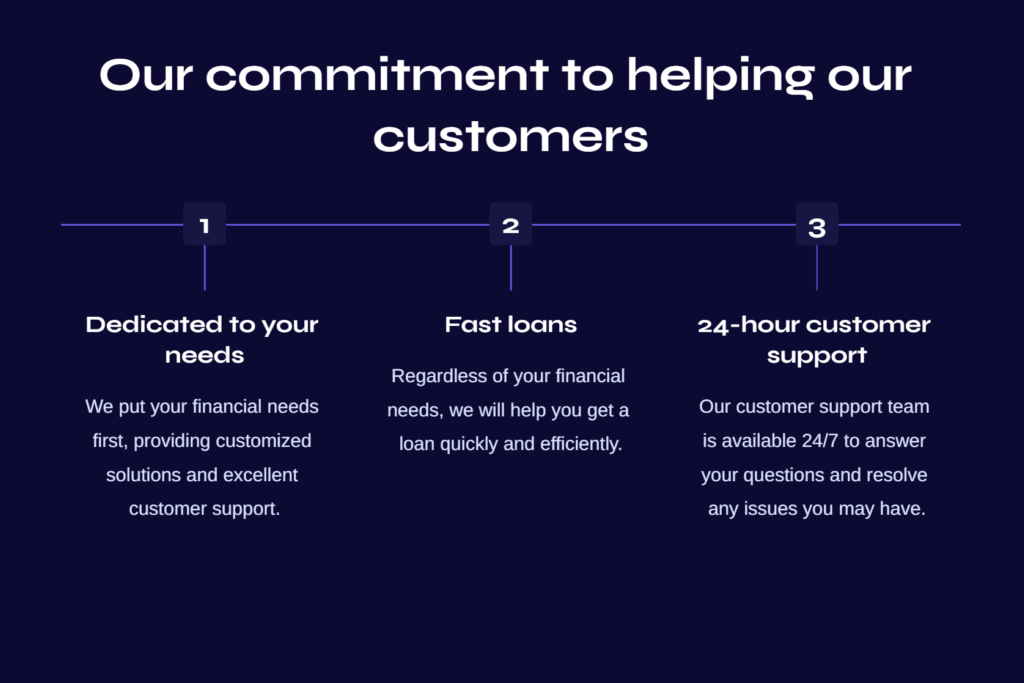 Our commitment to helping our
customers
1
2
3
Dedicated to your
needs
We put your financial needs
first, providing customized
solutions and excellent
customer support.
Fast loans
Regardless of your financial
needs, we will help you get a
loan quickly and efficiently.
24-hour customer
support
Our customer support team
is available 24/7 to answer
your questions and resolve
any issues you may have.